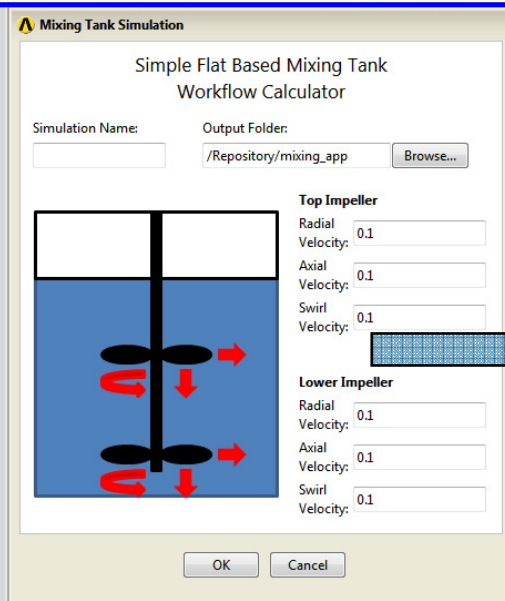 Mixing Tank Simulation
Simple Flat Based Mixing Tank
Workflow Calculator
Simulation Name:
Output Folder:
/Repository/mixing_app
Browse...
Top Impeller
Radial
Velocity:
0.1
Axial
Velocity:
0.1
Swirl
Velocity:
0.1
Lower Impeller
Radial
Velocity:
0.1
Axial
Velocity:
0.1
Swirl
Velocity:
0.1
OK
Cancel